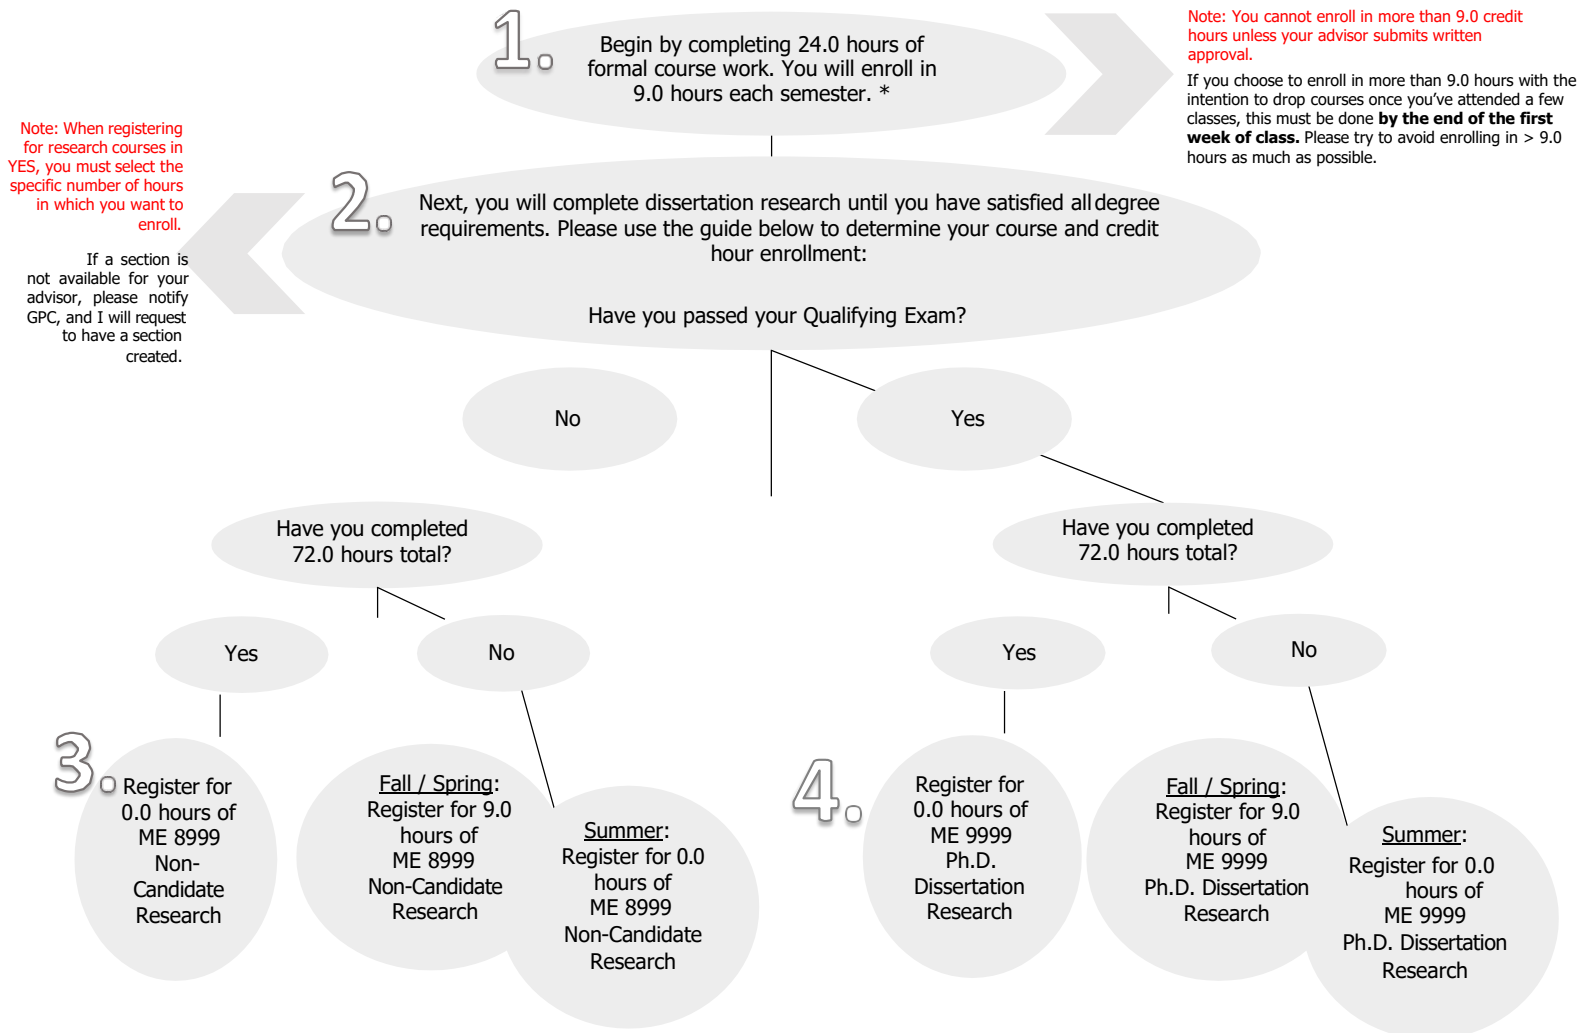 1.
Begin by completing 24.0 hours of
formal course work. You will enroll in
9.0 hours each semester. *
Note: You cannot enroll in more than 9.0 credit
hours unless your advisor submits written
approval.
If you choose to enroll in more than 9.0 hours with the
intention to drop courses once you've attended a few
classes, this must be done by the end of the first
week of class. Please try to avoid enrolling in > 9.0
hours as much as possible.
Note: When registering
for research courses in
YES, you must select the
specific number of hours
in which you want to
enroll.
If a section is
not available for your
advisor, please notify
GPC, and I will request
to have a section
created.
2.
Next, you will complete dissertation research until you have satisfied all degree
requirements. Please use the guide below to determine your course and credit
hour enrollment:
Have you passed your Qualifying Exam?
No
Yes
Have you completed
72.0 hours total?
Have you completed
72.0 hours total?
Yes
No
Yes
No
3.
Register for
0.0 hours of
ME 8999
Non-
Candidate
Research
Fall / Spring:
Register for 9.0
hours of
ME 8999
Non-Candidate
Research
Summer:
Register for 0.0
hours of
ME 8999
Non-Candidate
Research
4.
Register for
0.0 hours of
ME 9999
Ph.D.
Dissertation
Research
Fall / Spring:
Register for 9.0
hours of
ME 9999
Ph.D. Dissertation
Research
Summer:
Register for 0.0
hours of
ME 9999
Ph.D. Dissertation
Research